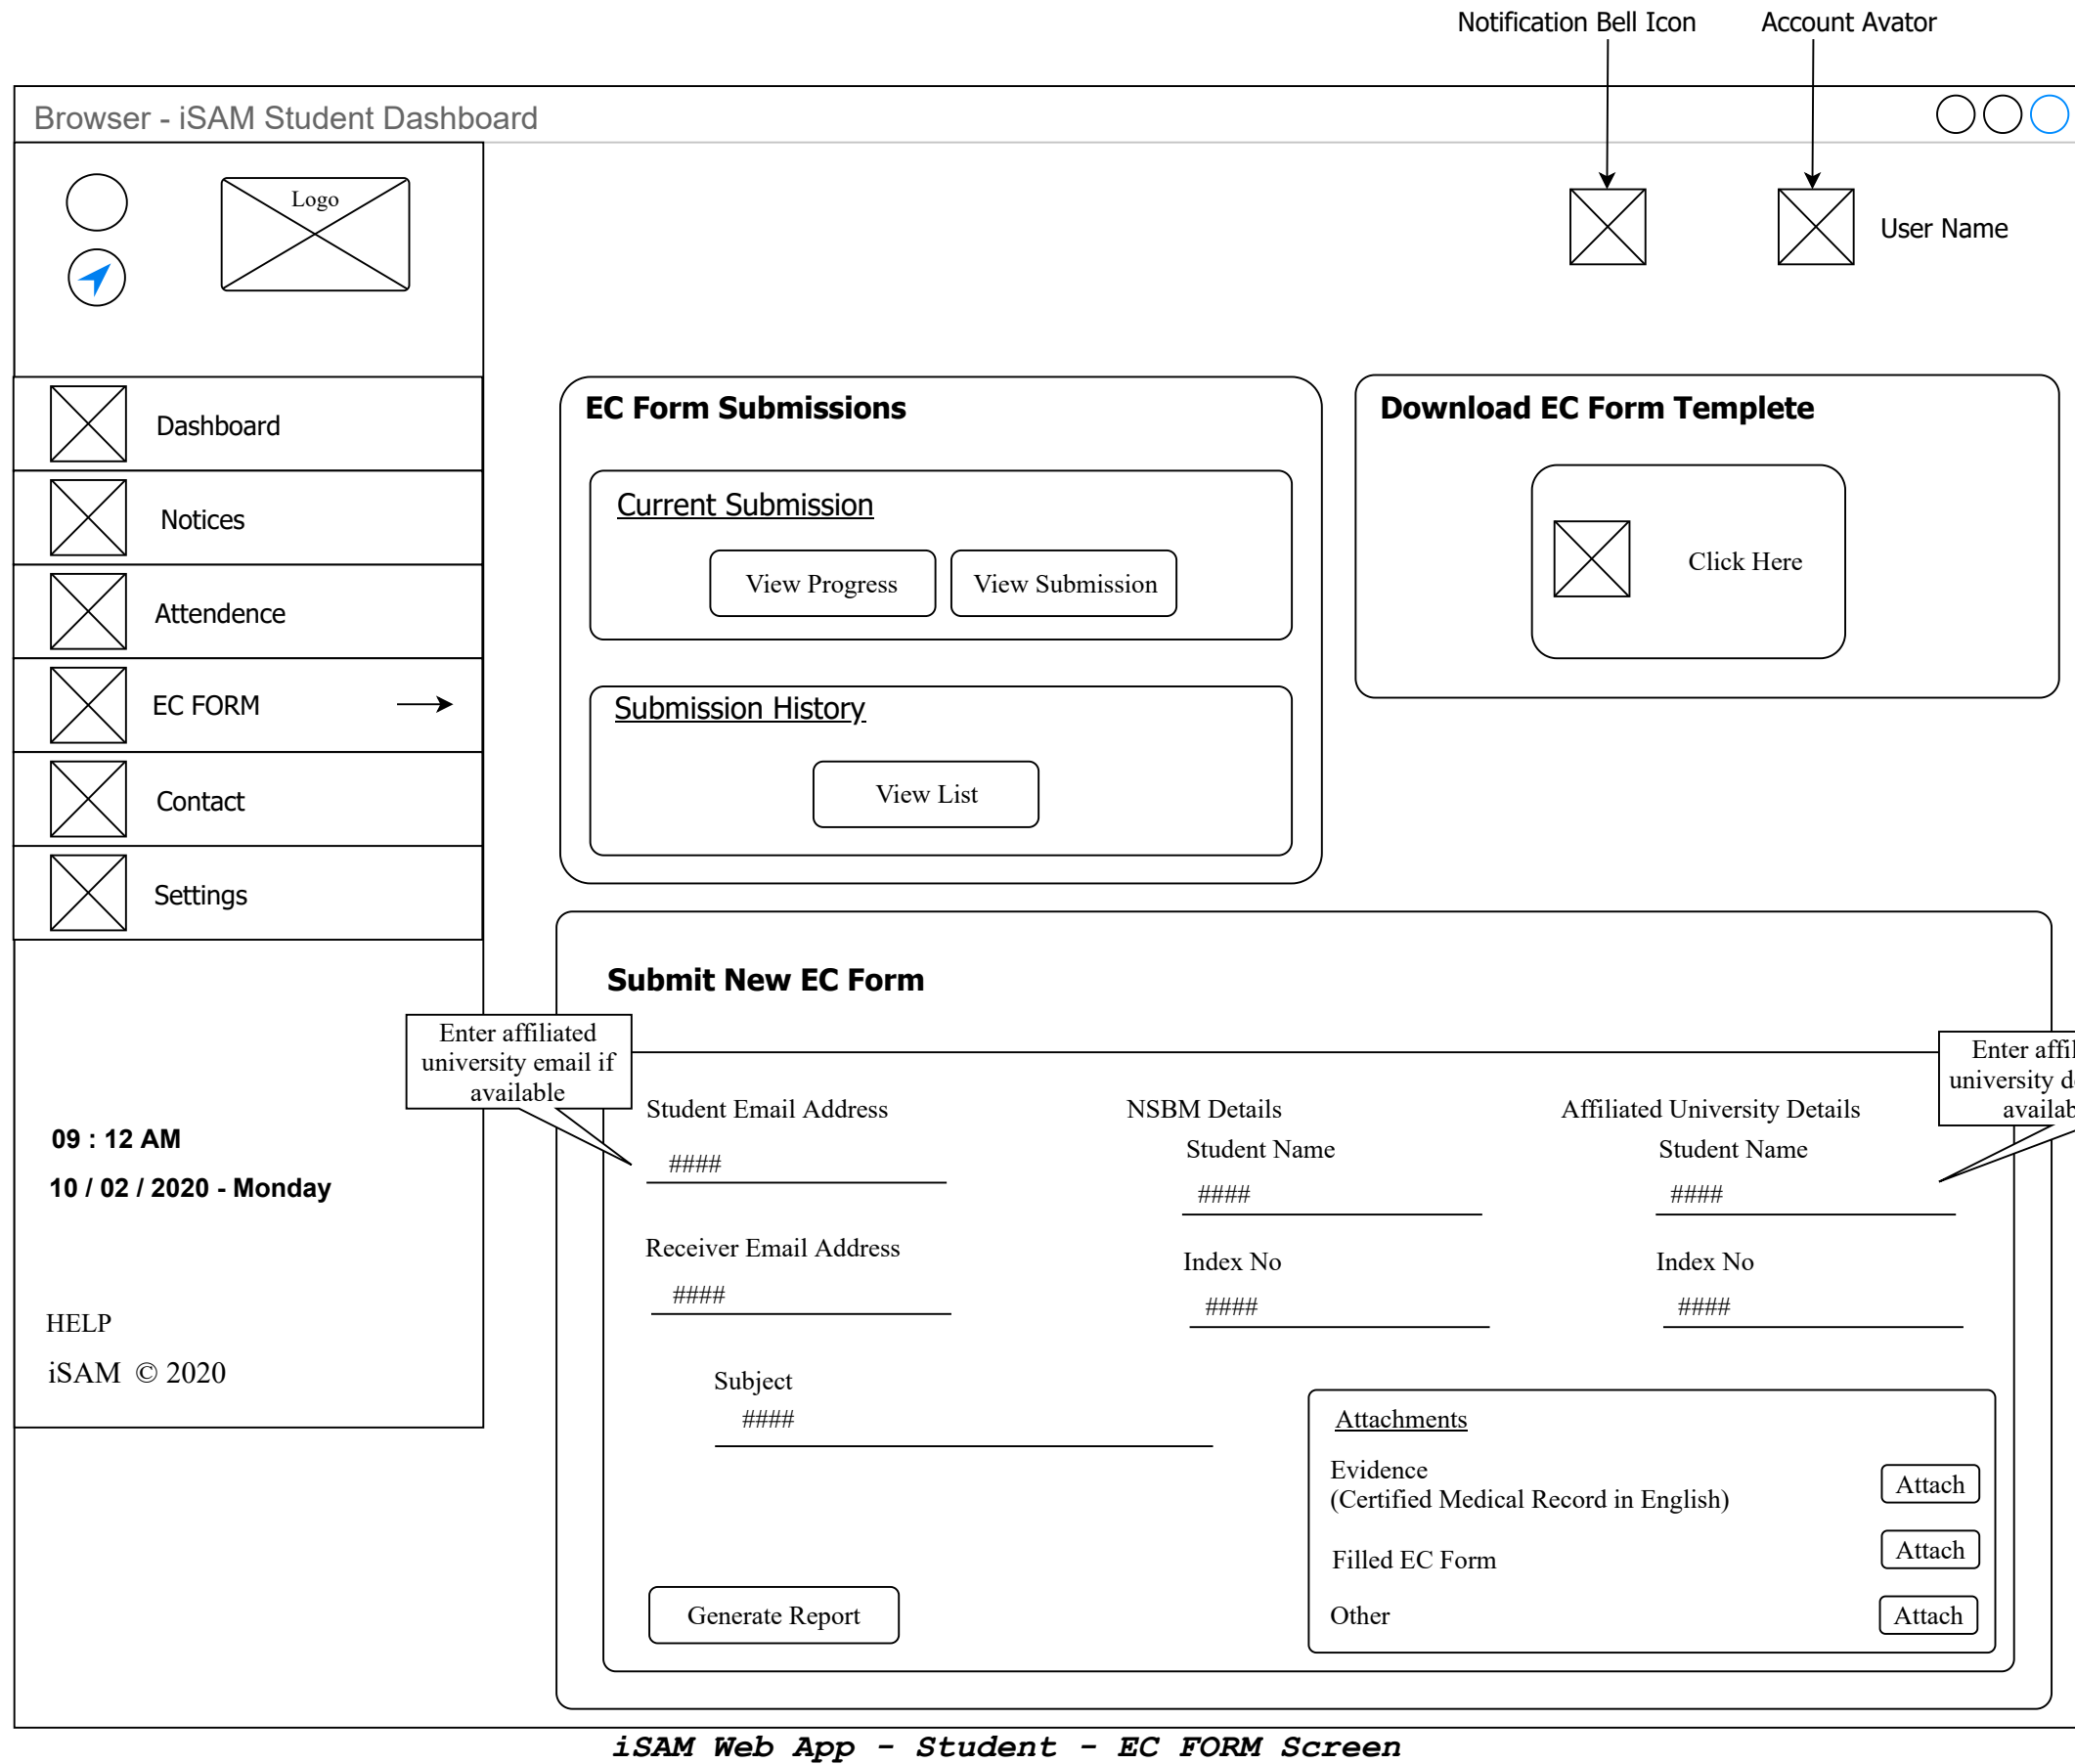 Notification Bell Icon
Account Avator
Browser - iSAM Student Dashboard
Logo
User Name
Dashboard
Notices
Attendence
EC FORM
Contact
Settings
09 : 12 AM
10 / 02 / 2020 - Monday
HELP
iSAM © 2020
EC Form Submissions
Current Submission
View Progress
View Submission
Submission History
View List
Download EC Form Templete
Click Here
Submit New EC Form
Enter affiliated
university email if
available
Student Email Address
####
Receiver Email Address
####
Subject
####
NSBM Details
Student Name
####
Index No
####
Affiliated University Details
Student Name
####
Index No
####
Enter
university
Attachments
Evidence
(Certified Medical Record in English)
Attach
Filled EC Form
Attach
Other
Attach
Generate Report
iSAM Web App - Student - EC FORM Screen